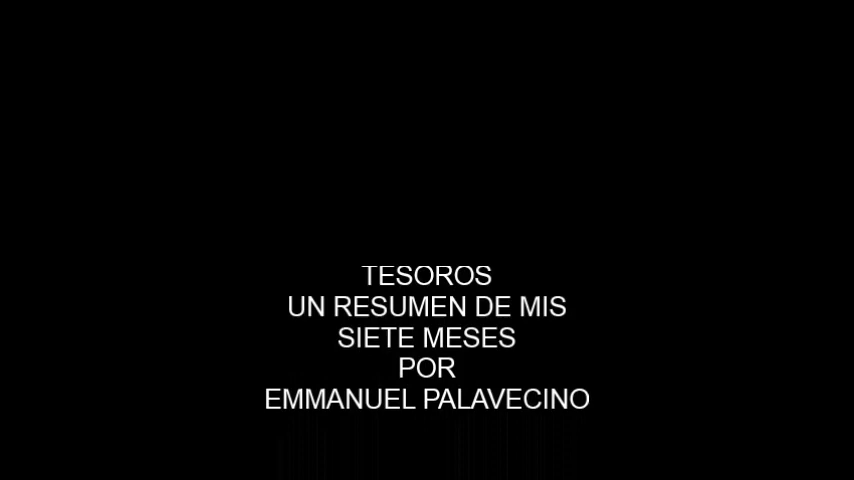 TESOROS
UN RESUMEN DE MIS
SIETE MESES
POR
EMMANUEL PALAVECINO